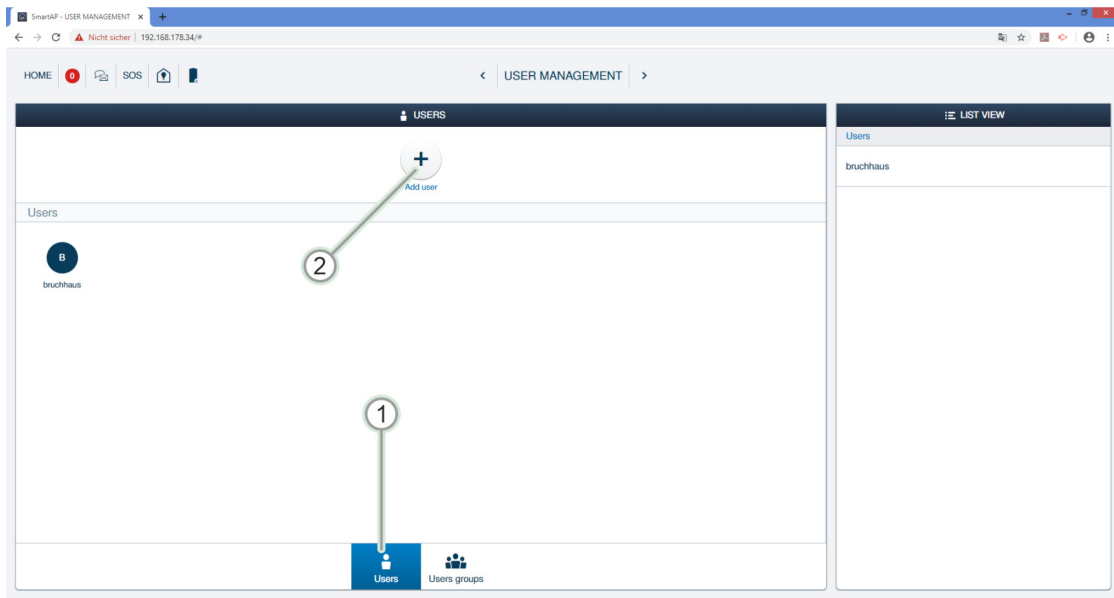 SmartAP - USER MANAGEMENT
Nicht sicher | 192.168.178.34/#
HOME 0 SOS USER MANAGEMENT
USERS
Add user
Users
B
bruchhaus
2
1
Users Users groups
LIST VIEW
Users
bruchhaus